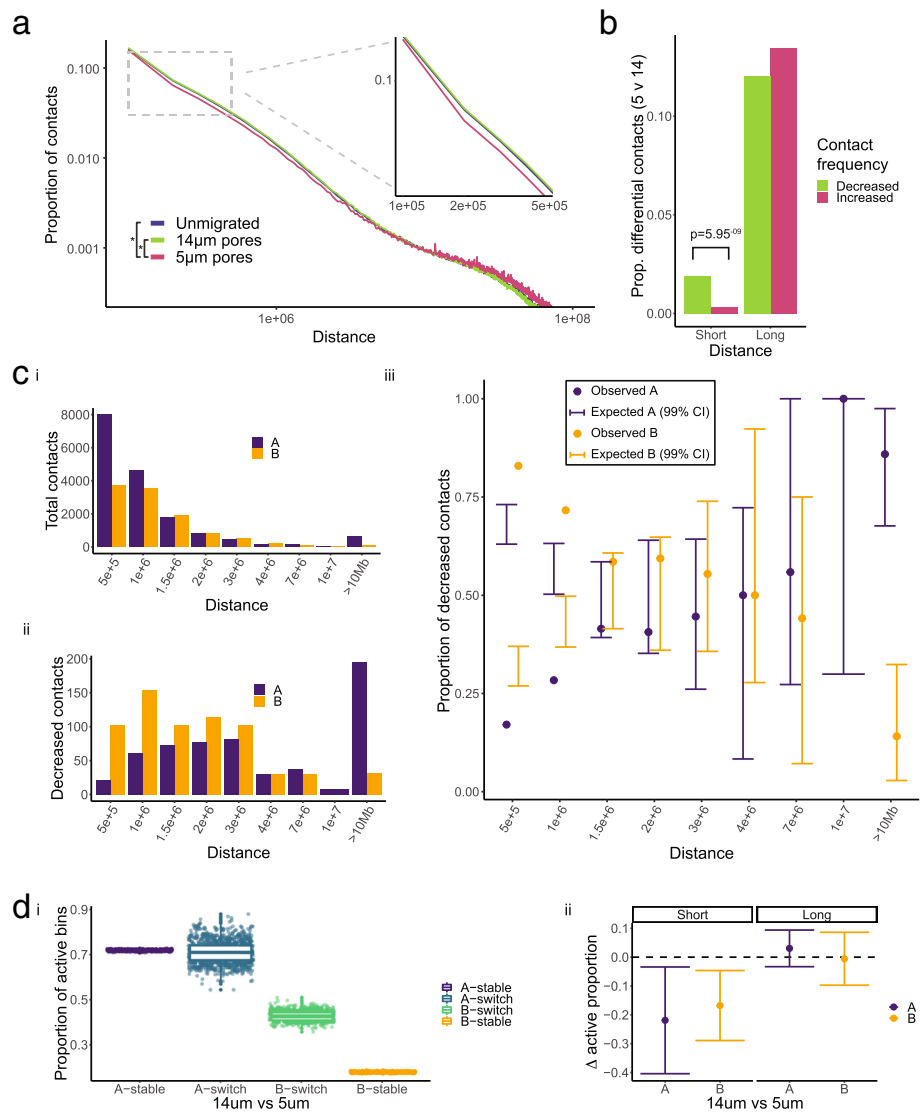 a
Proportion of contacts
0.100
0.010
0.001
1e+06
1e+08
Distance
0.1
1e+05
2e+05
5e+05
Unmigrated
14µm pores
5µm pores
*
*
b
Prop. differential contacts (5 v 14)
0.10
0.05
0.00
p=5.95-09
Short
Long
Distance
Contact
frequency
Decreased
Increased
c
i
Total contacts
8000
6000
4000
2000
0
A
B
5e+5
1e+6
1.5e+6
2e+6
3e+6
4e+6
7e+6
1e+7
>10Mb
Distance
ii
Decreased contacts
200
150
100
50
0
A
B
5e+5
1e+6
1.5e+6
2e+6
3e+6
4e+6
7e+6
1e+7
>10Mb
Distance
iii
Proportion of decreased contacts
1.00
0.75
0.50
0.25
0.00
Observed A
Expected A (99% CI)
Observed B
Expected B (99% CI)
5e+5
1e+6
1.5e+6
2e+6
3e+6
4e+6
7e+6
1e+7
>10Mb
Distance
d
i
Proportion of active bins
0.9
0.7
0.5
0.3
A−stable
A−switch
B−switch
B−stable
14um vs 5um
A−stable
A−switch
B−switch
B−stable
ii
Δ active proportion
Short
Long
0.1
0.0
−0.1
−0.2
−0.3
−0.4
A
B
A
B
14um vs 5um
A
B